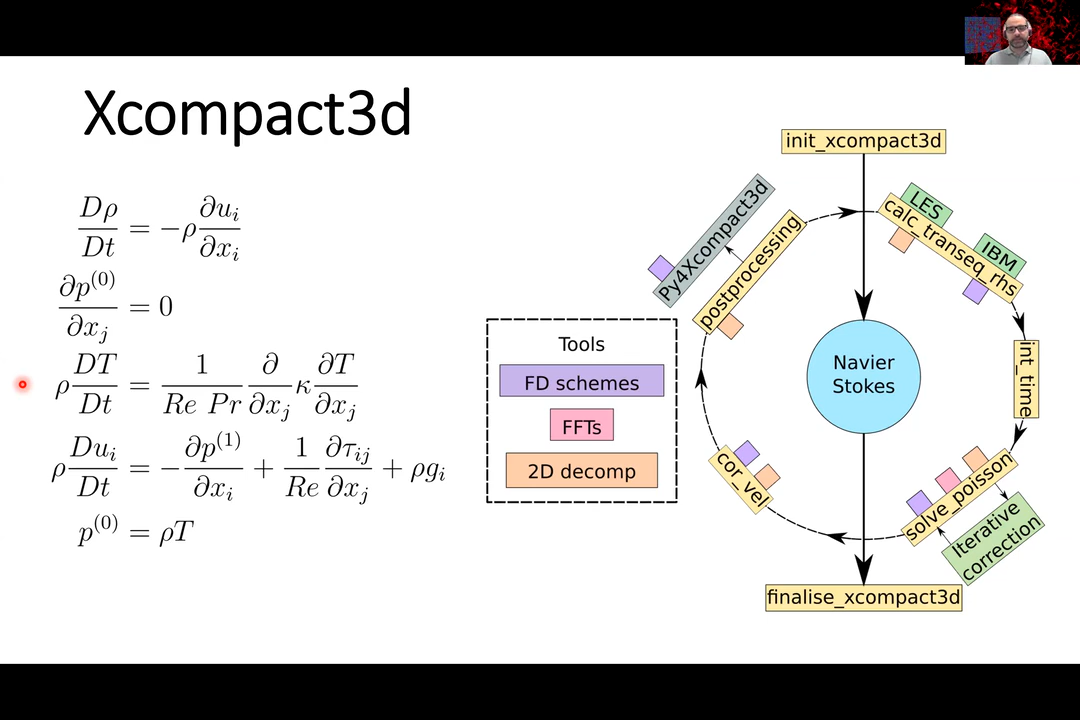 Xcompact3d
Dρ/Dt = −ρ ∂u_i/∂x_i
∂p^(0)/∂x_j = 0
ρ DT/Dt = 1/(Re Pr) ∂/∂x_j κ ∂T/∂x_j
ρ Du_i/Dt = −∂p^(1)/∂x_i + 1/Re ∂τ_ij/∂x_j + ρg_i
p^(0) = ρT
init_xcompact3d
LES
calc_transeq_rhs
IBM
int_time
solve_poisson
Iterative
correction
cor_vel
postprocessing
Py4Xcompact3d
Navier
Stokes
finalise_xcompact3d
Tools
FD schemes
FFTs
2D decomp